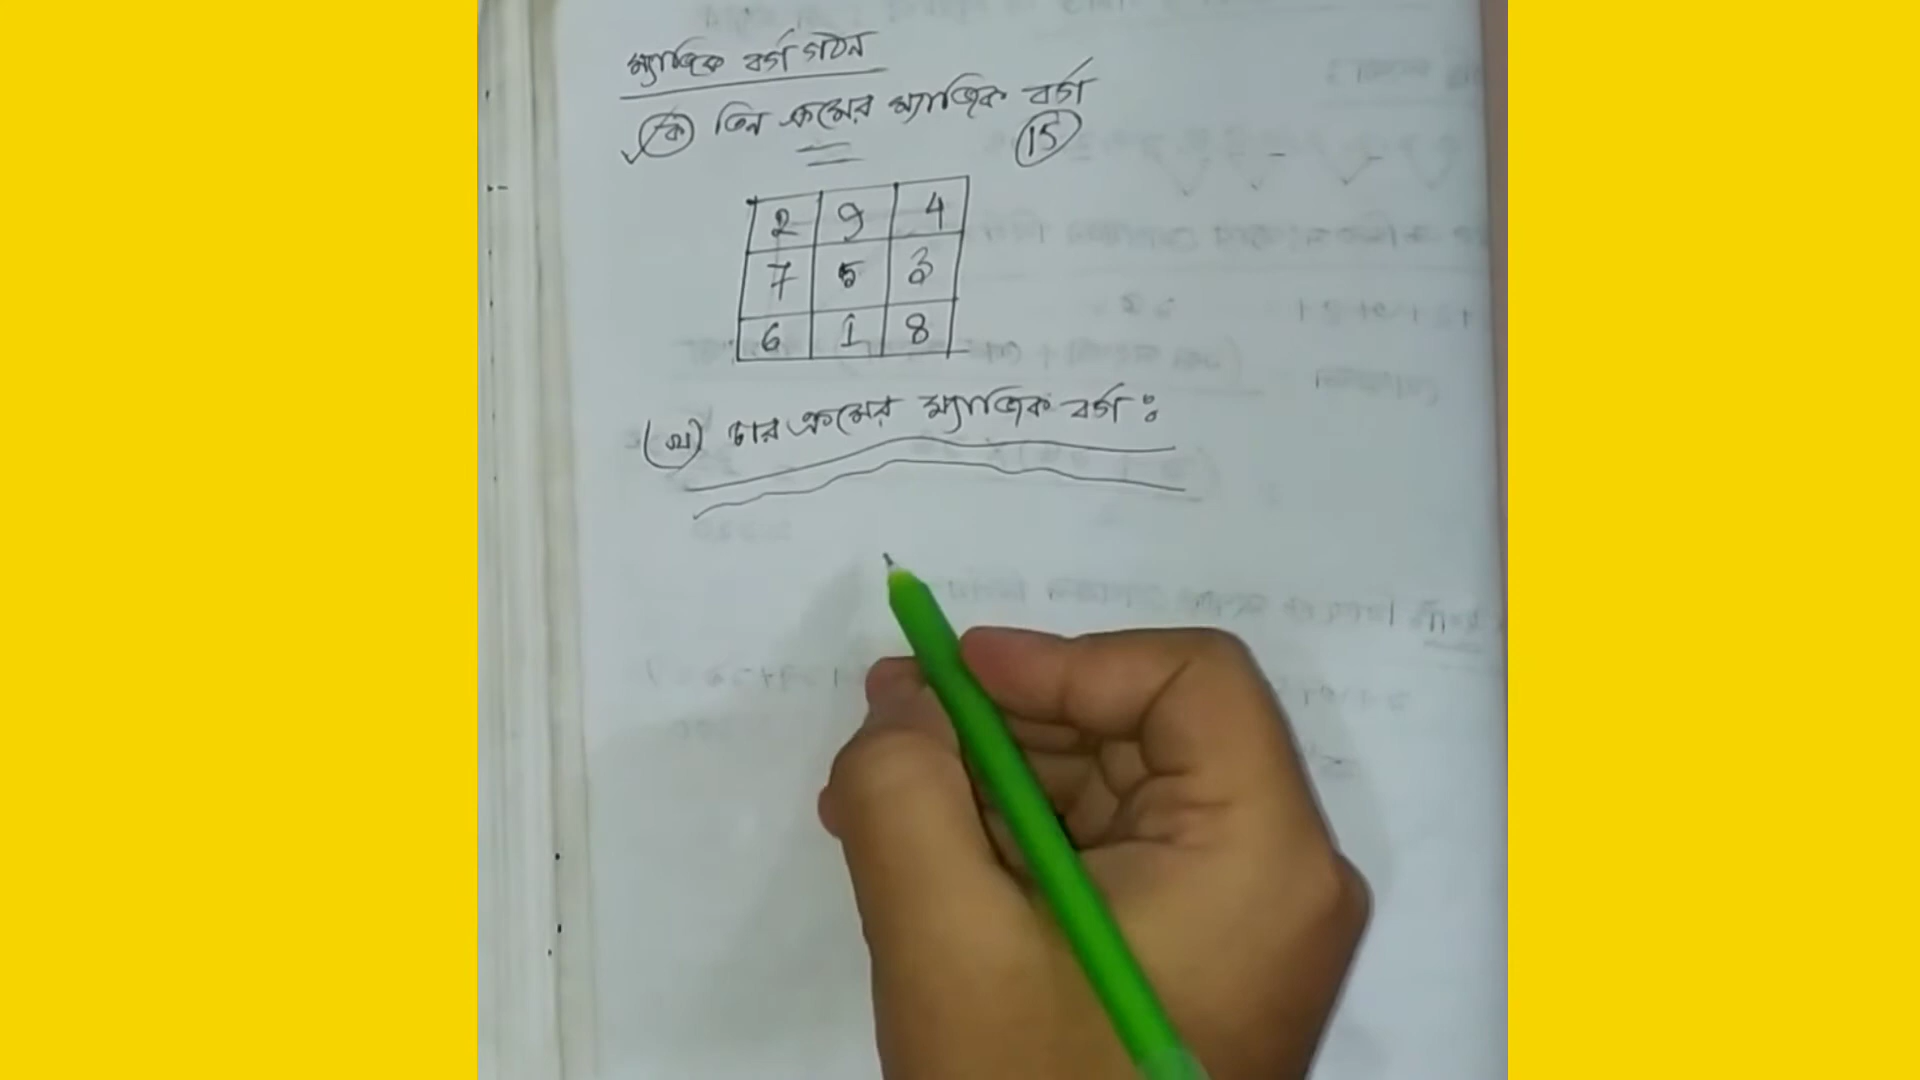 ম্যাজিক বর্গ গঠন
(ক) তিন ক্রমের ম্যাজিক বর্গ
15
2 9 4
7 5 3
6 1 8
(খ) চার ক্রমের ম্যাজিক বর্গ ঃ